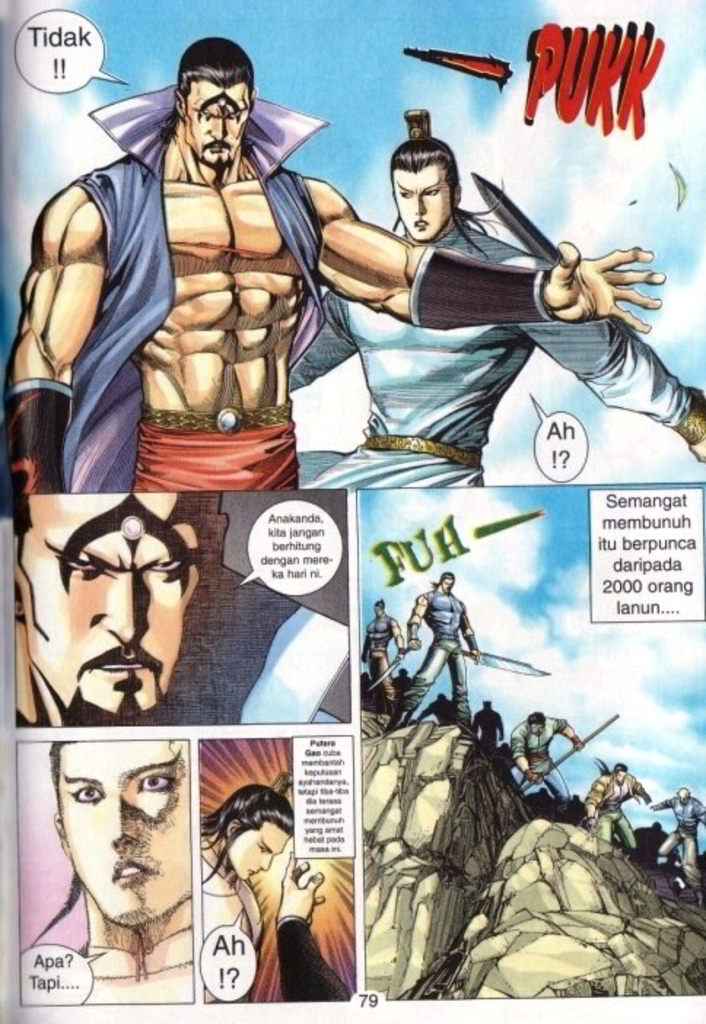 Tidak
!!
PUKK
Ah
!?
Anakanda,
kita jangan
berhitung
dengan mere-
ka hari ni.
FUH
Semangat
membunuh
itu berpunca
daripada
2000 orang
lanun....
Apa?
Tapi....
Putera
Gao cuba
membantah
keputusan
ayahandanya,
tetapi tiba-tiba
dia terasa
semangat
membunuh
yang amat
hebat pada
masa ini.
Ah
!?
79